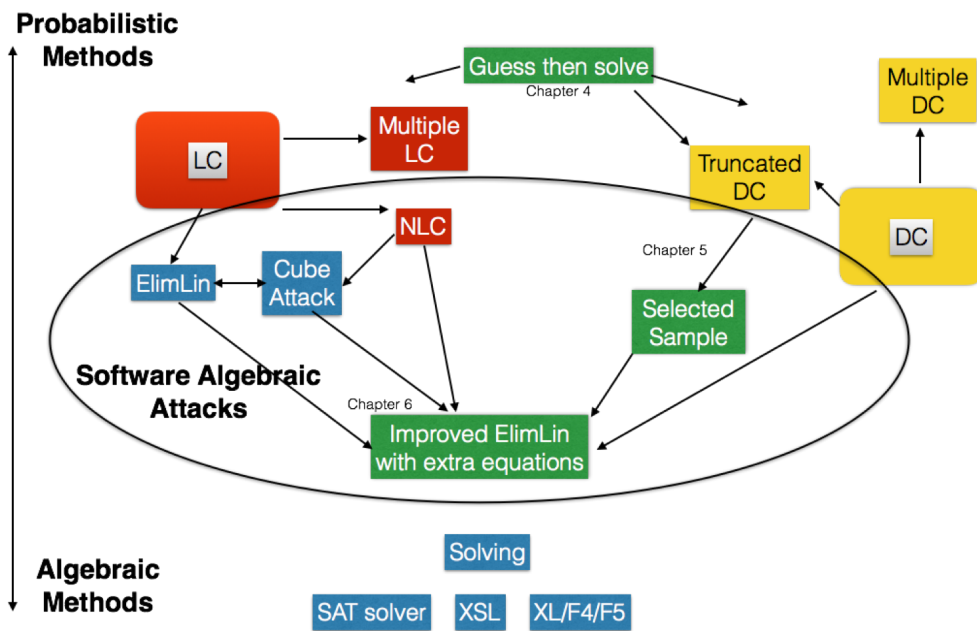 Probabilistic
Methods
Guess then solve
Chapter 4
Multiple
DC
LC
Multiple
LC
Truncated
DC
NLC
Chapter 5
DC
ElimLin
Cube
Attack
Selected
Sample
Software Algebraic
Attacks
Chapter 6
Improved ElimLin
with extra equations
Solving
Algebraic
Methods
SAT solver
XSL
XL/F4/F5